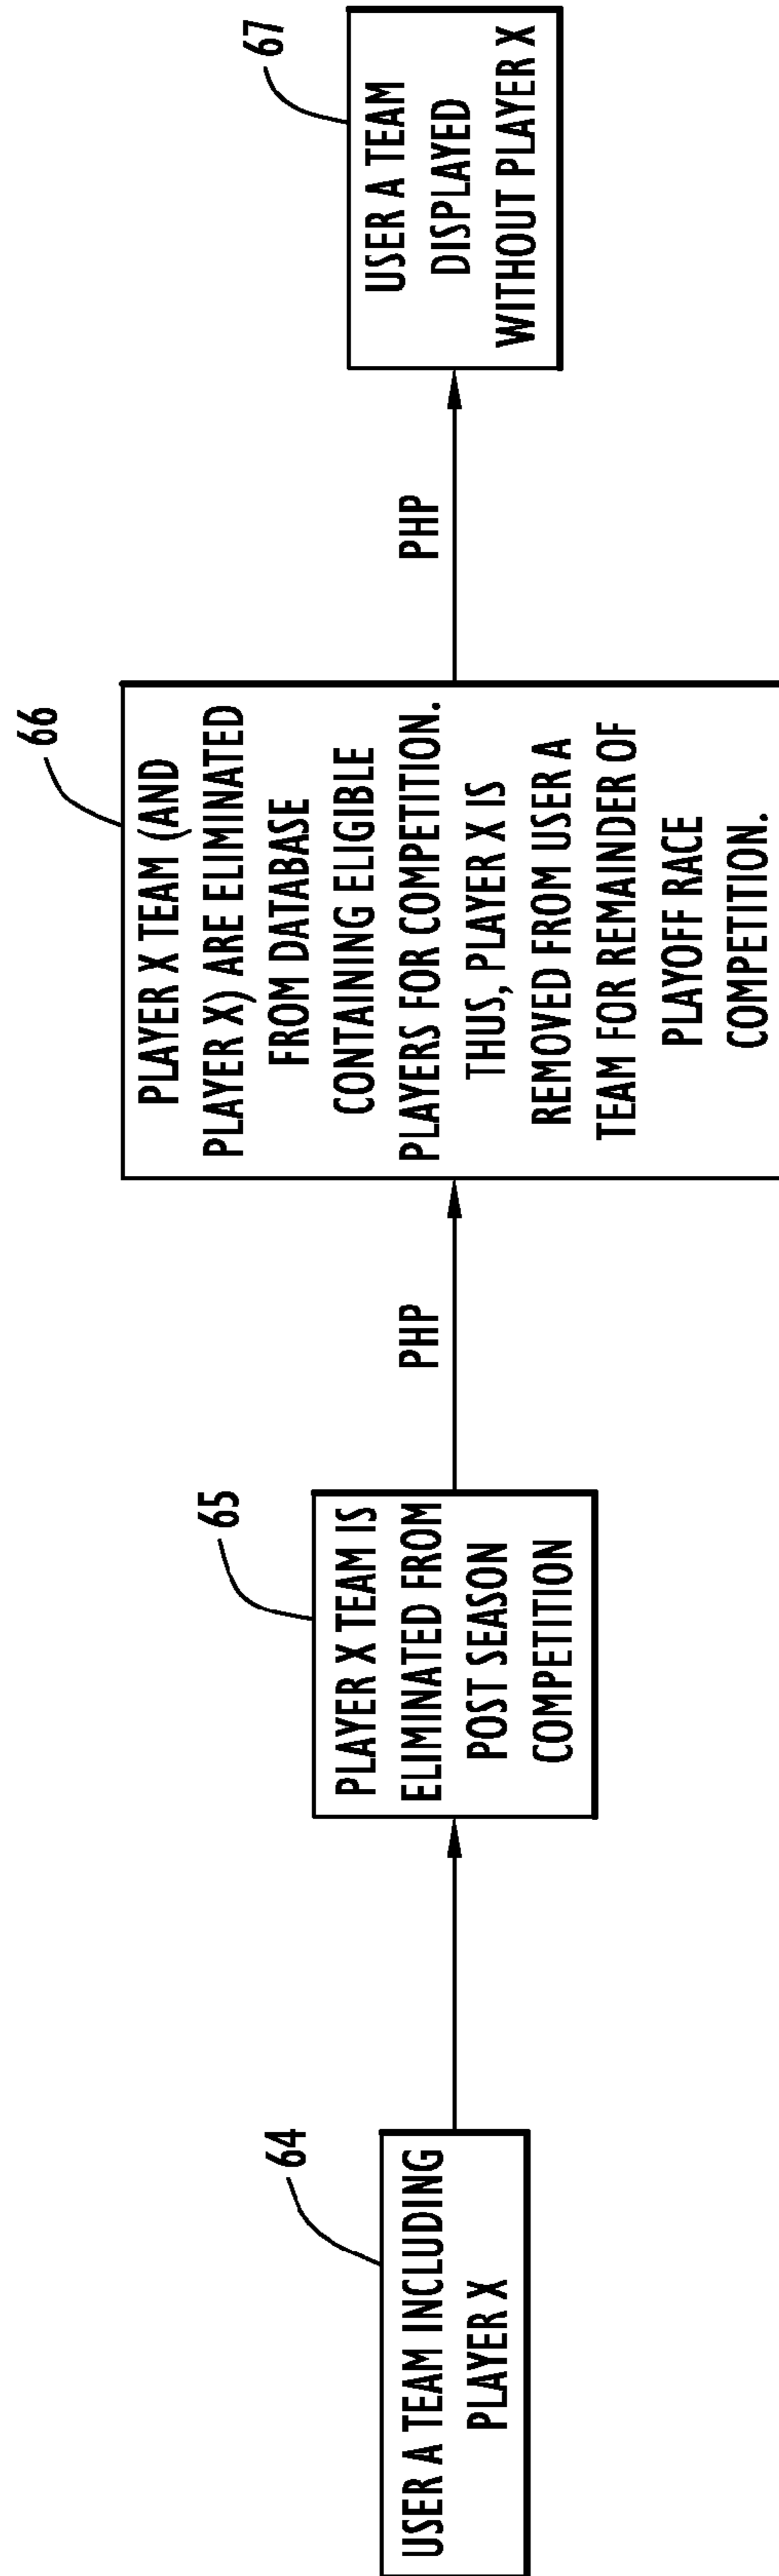 64
USER A TEAM INCLUDING
PLAYER X
65
PLAYER X TEAM IS
ELIMINATED FROM
POST SEASON
COMPETITION
PHP
66
PLAYER X TEAM (AND
PLAYER X) ARE ELIMINATED
FROM DATABASE
CONTAINING ELIGIBLE
PLAYERS FOR COMPETITION.
THUS, PLAYER X IS
REMOVED FROM USER A
TEAM FOR REMAINDER OF
PLAYOFF RACE
COMPETITION.
PHP
67
USER A TEAM
DISPLAYED
WITHOUT PLAYER X